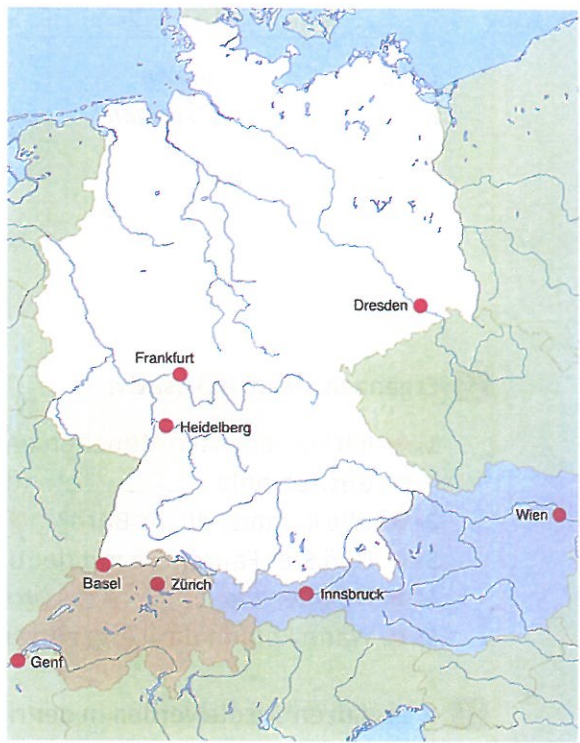 Dresden
Frankfurt
Heidelberg
Wien
Basel
Zürich
Innsbruck
Genf